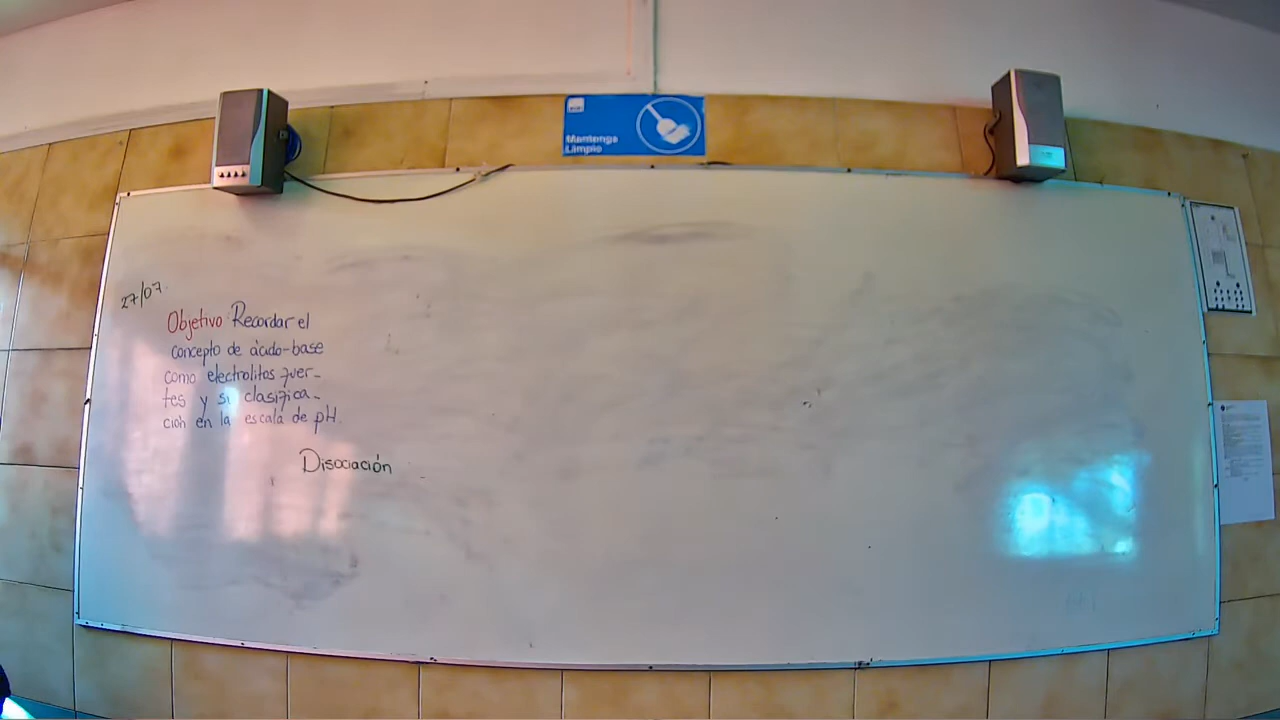 Mantenga
Limpio
27/07.
Objetivo Recordar el
concepto de ácido-base
como electrolitos fuer-
tes y su clasifica-
ción en la escala de pH.
Disociación